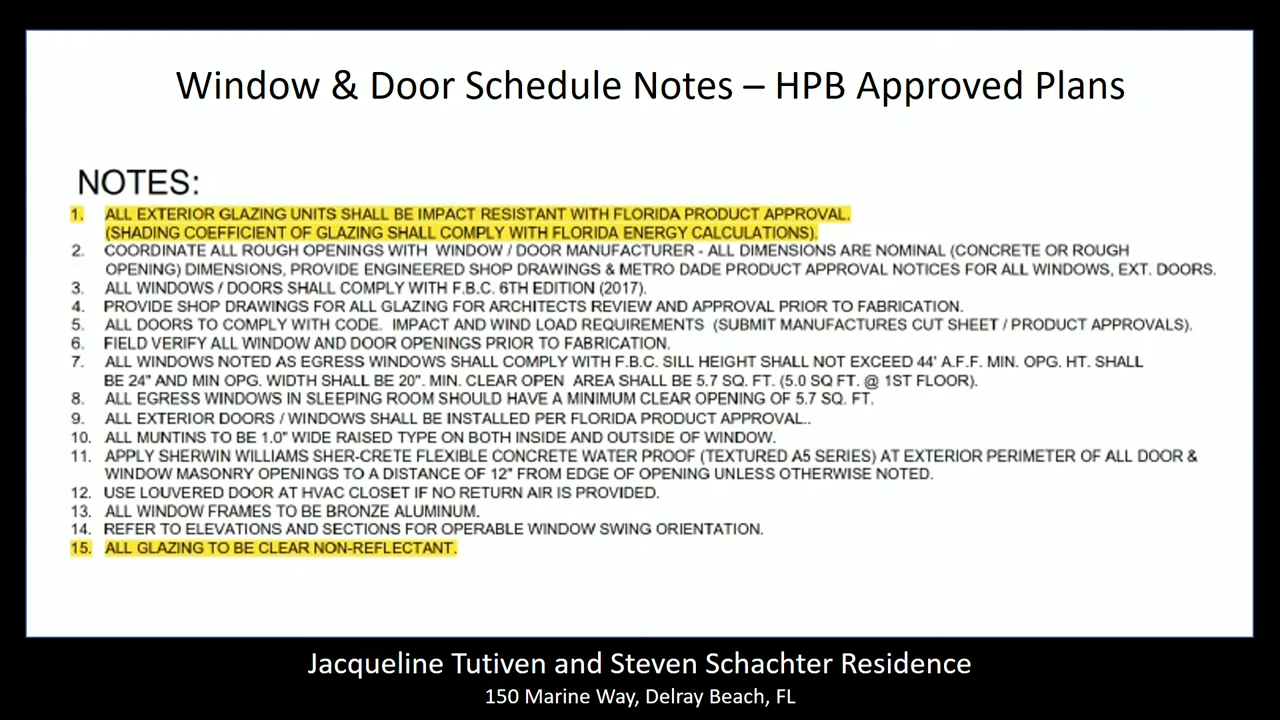 Window & Door Schedule Notes – HPB Approved Plans
NOTES:
1. ALL EXTERIOR GLAZING UNITS SHALL BE IMPACT RESISTANT WITH FLORIDA PRODUCT APPROVAL.
(SHADING COEFFICIENT OF GLAZING SHALL COMPLY WITH FLORIDA ENERGY CALCULATIONS).
2. COORDINATE ALL ROUGH OPENINGS WITH WINDOW / DOOR MANUFACTURER - ALL DIMENSIONS ARE NOMINAL (CONCRETE OR ROUGH
OPENING) DIMENSIONS, PROVIDE ENGINEERED SHOP DRAWINGS & METRO DADE PRODUCT APPROVAL NOTICES FOR ALL WINDOWS, EXT. DOORS.
3. ALL WINDOWS / DOORS SHALL COMPLY WITH F.B.C. 6TH EDITION (2017).
4. PROVIDE SHOP DRAWINGS FOR ALL GLAZING FOR ARCHITECTS REVIEW AND APPROVAL PRIOR TO FABRICATION.
5. ALL DOORS TO COMPLY WITH CODE. IMPACT AND WIND LOAD REQUIREMENTS (SUBMIT MANUFACTURES CUT SHEET / PRODUCT APPROVALS).
6. FIELD VERIFY ALL WINDOW AND DOOR OPENINGS PRIOR TO FABRICATION.
7. ALL WINDOWS NOTED AS EGRESS WINDOWS SHALL COMPLY WITH F.B.C. SILL HEIGHT SHALL NOT EXCEED 44' A.F.F. MIN. OPG. HT. SHALL
BE 24" AND MIN OPG. WIDTH SHALL BE 20". MIN. CLEAR OPEN AREA SHALL BE 5.7 SQ. FT. (5.0 SQ FT. @ 1ST FLOOR).
8. ALL EGRESS WINDOWS IN SLEEPING ROOM SHOULD HAVE A MINIMUM CLEAR OPENING OF 5.7 SQ. FT.
9. ALL EXTERIOR DOORS / WINDOWS SHALL BE INSTALLED PER FLORIDA PRODUCT APPROVAL..
10. ALL MUNTINS TO BE 1.0" WIDE RAISED TYPE ON BOTH INSIDE AND OUTSIDE OF WINDOW.
11. APPLY SHERWIN WILLIAMS SHER-CRETE FLEXIBLE CONCRETE WATER PROOF (TEXTURED A5 SERIES) AT EXTERIOR PERIMETER OF ALL DOOR &
WINDOW MASONRY OPENINGS TO A DISTANCE OF 12" FROM EDGE OF OPENING UNLESS OTHERWISE NOTED.
12. USE LOUVERED DOOR AT HVAC CLOSET IF NO RETURN AIR IS PROVIDED.
13. ALL WINDOW FRAMES TO BE BRONZE ALUMINUM.
14. REFER TO ELEVATIONS AND SECTIONS FOR OPERABLE WINDOW SWING ORIENTATION.
15. ALL GLAZING TO BE CLEAR NON-REFLECTANT.
Jacqueline Tutiven and Steven Schachter Residence
150 Marine Way, Delray Beach, FL